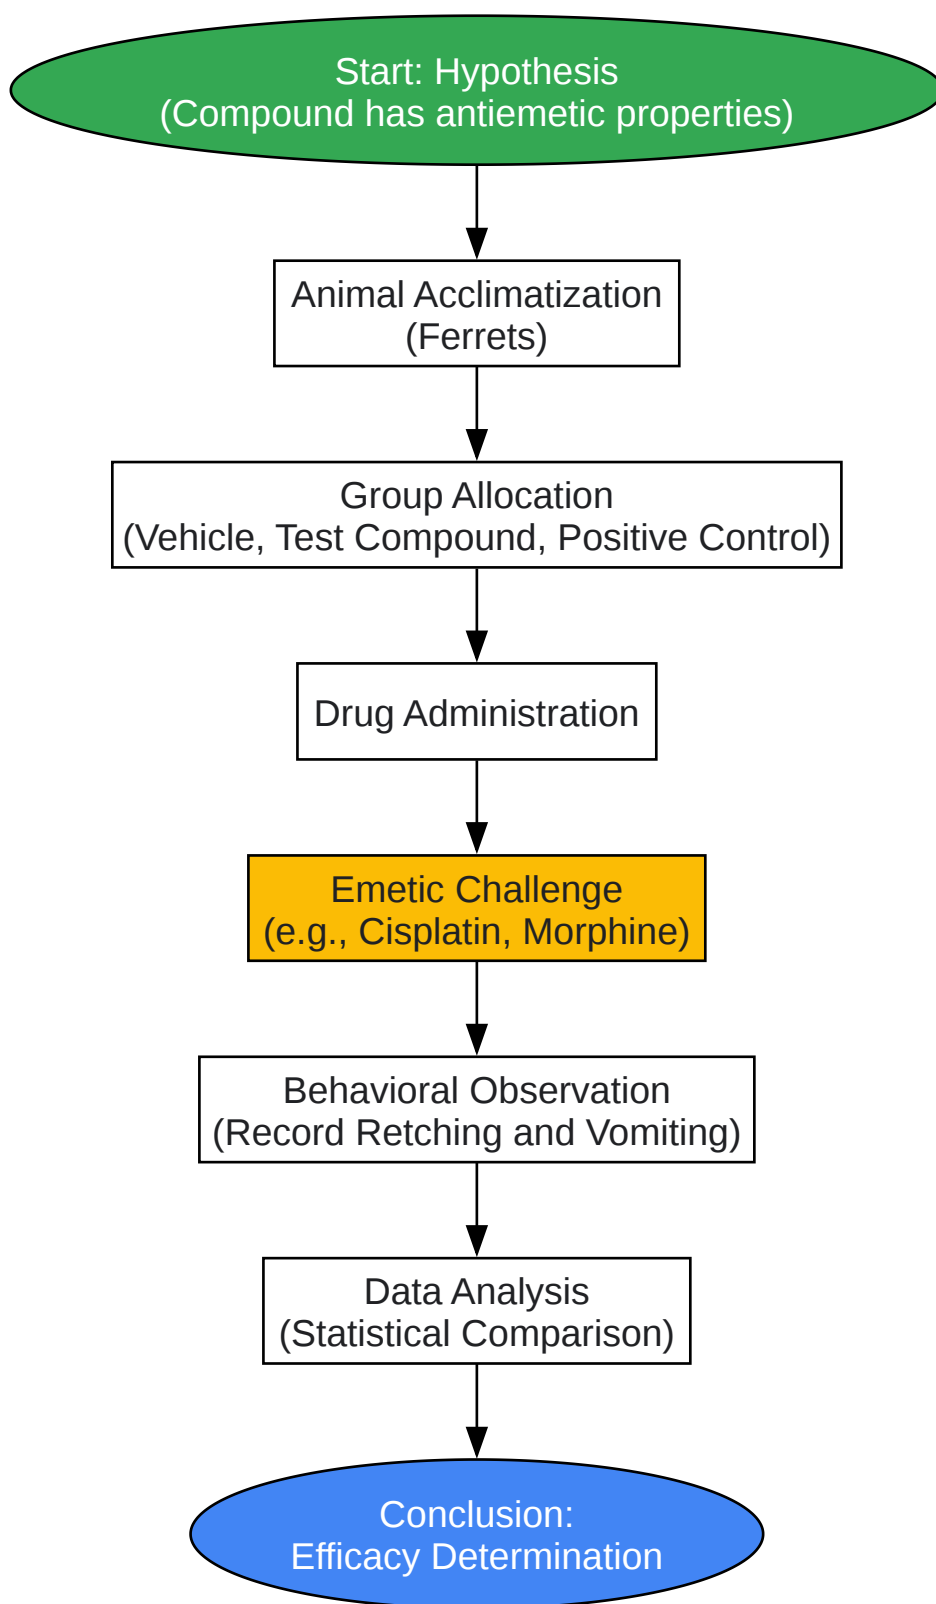 Start: Hypothesis
(Compound has antiemetic properties)
Animal Acclimatization
(Ferrets)
Group Allocation
(Vehicle, Test Compound, Positive Control)
Drug Administration
Emetic Challenge
(e.g., Cisplatin, Morphine)
Behavioral Observation
(Record Retching and Vomiting)
Data Analysis
(Statistical Comparison)
Conclusion:
Efficacy Determination